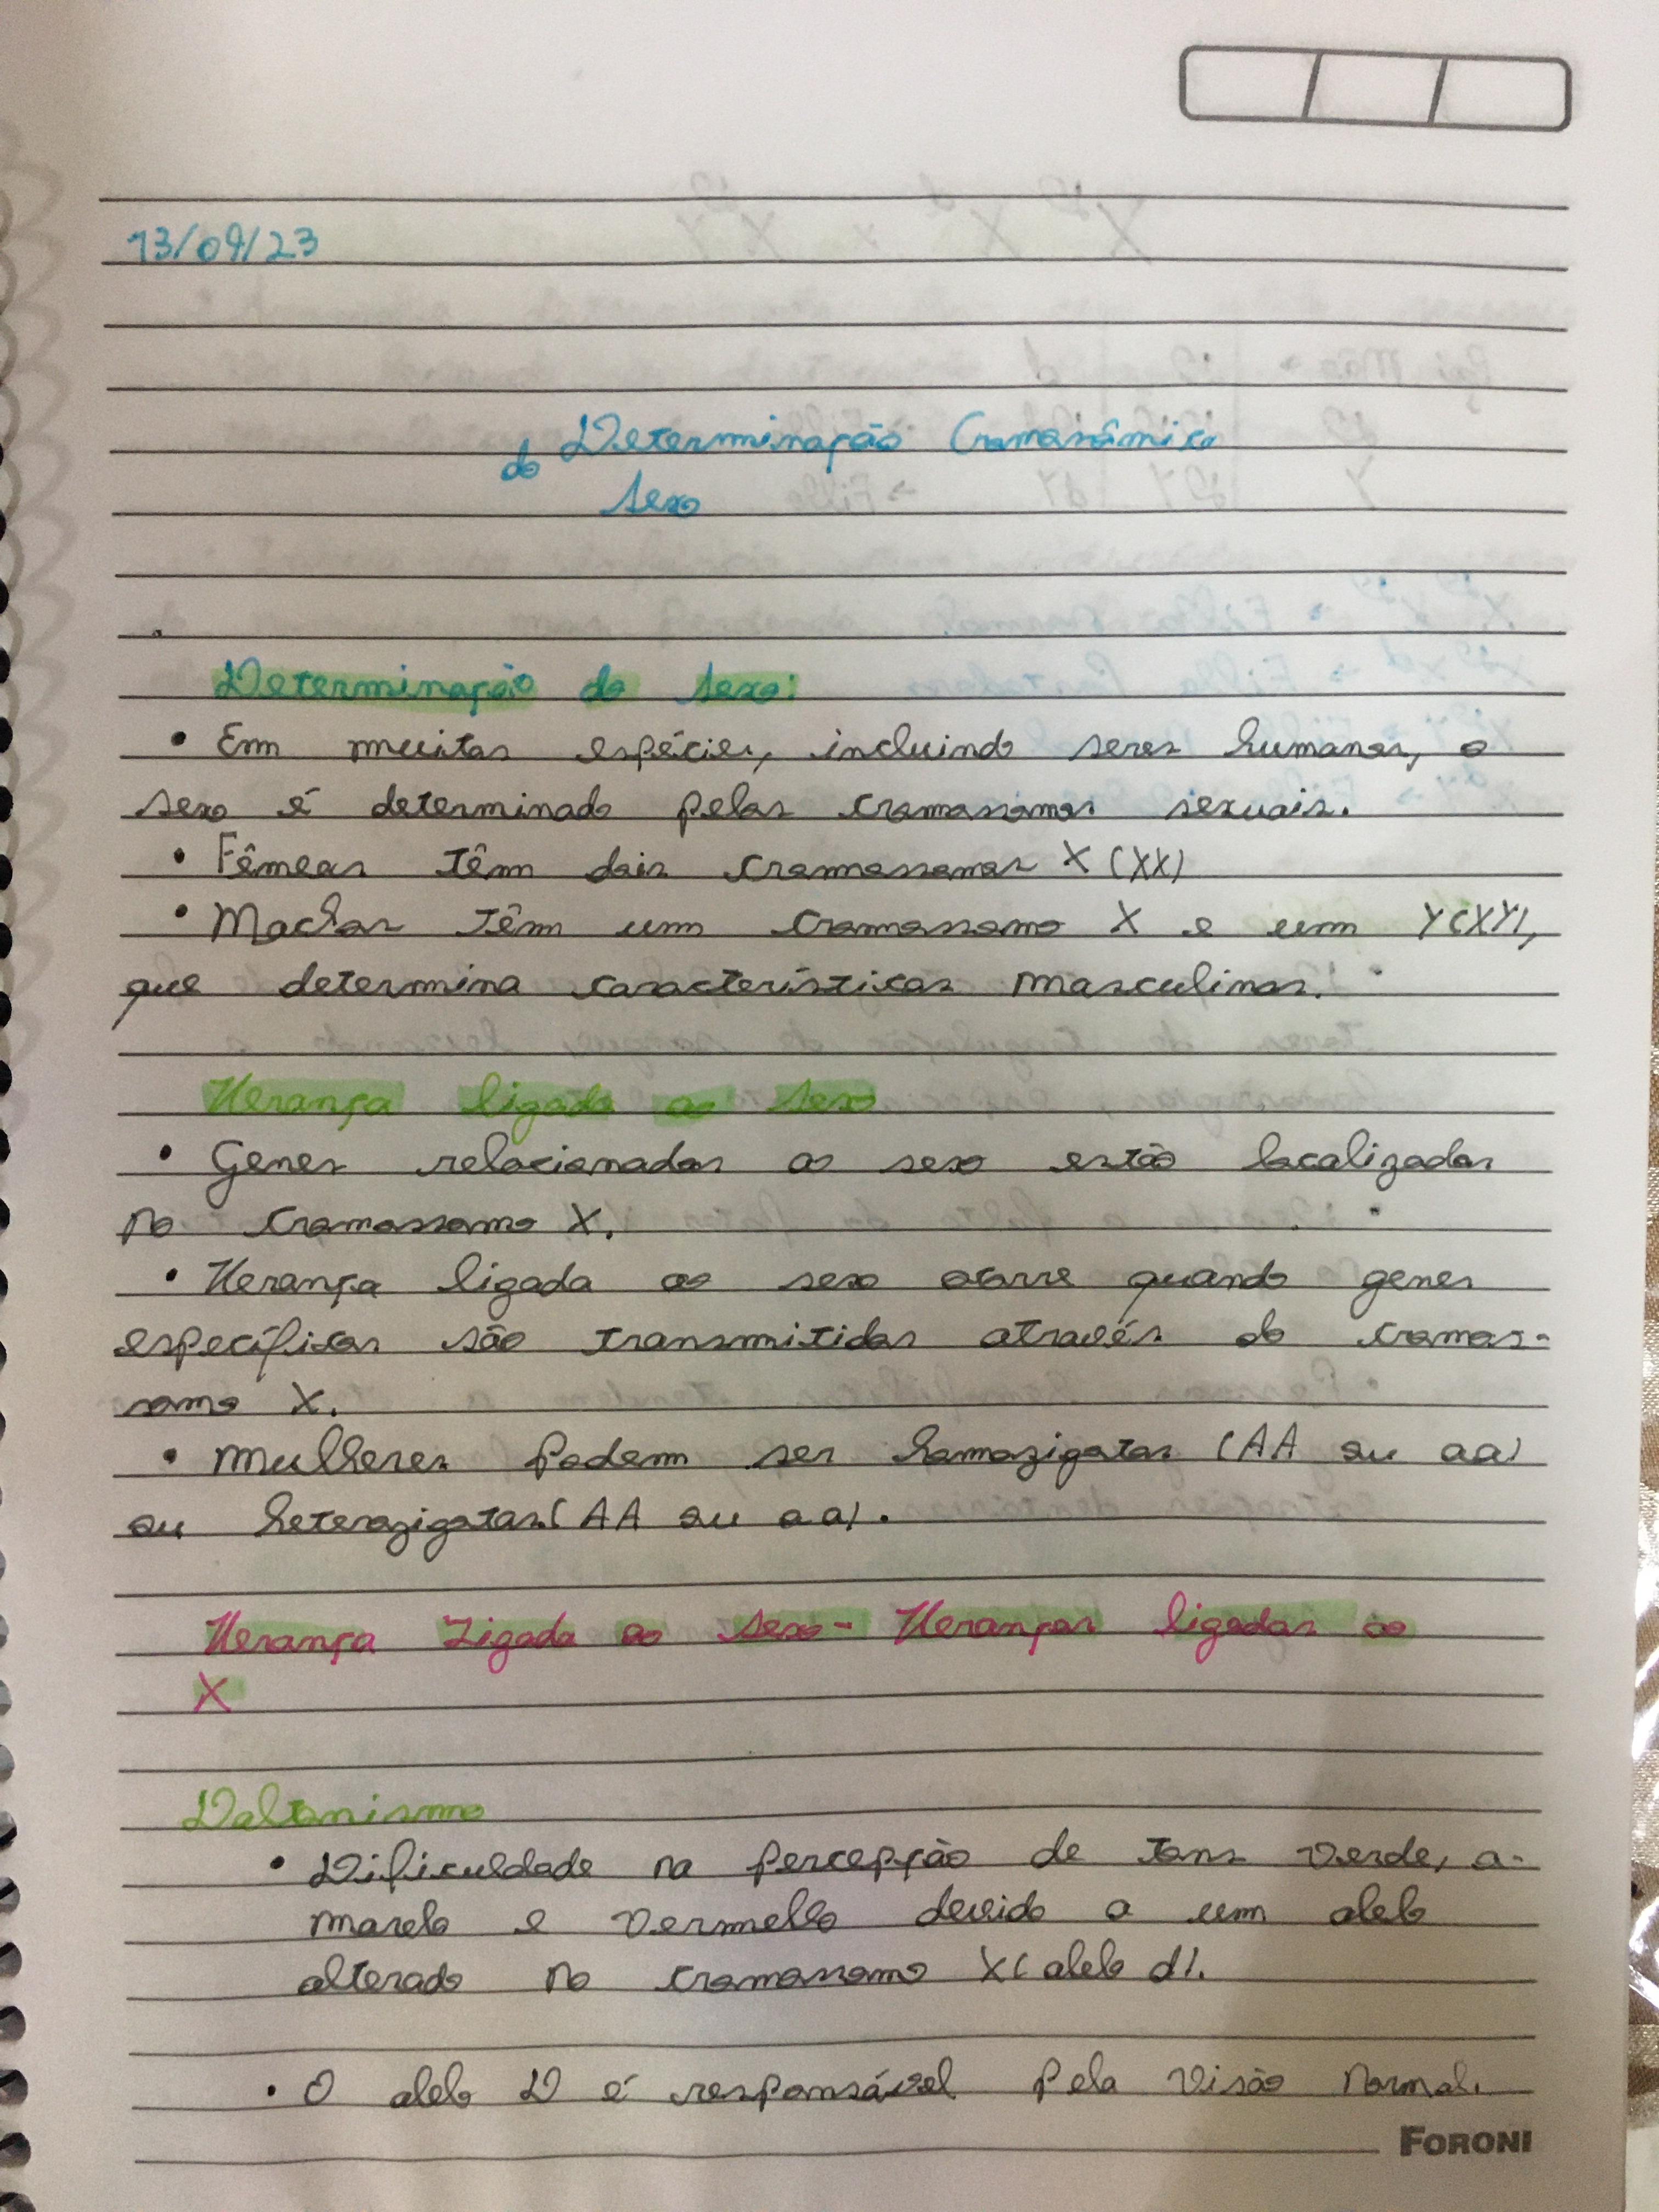 13/09/23
Determinação Cromossômica
do
sexo
Determinação do sexo:
• Em muitas espécies, incluindo seres humanos, o
sexo é determinado pelos cromossomos sexuais.
• Fêmeas têm dois cromossomos X (XX)
• Machos têm um cromossomo X e um Y(XY),
que determina características masculinas.
Herança ligada ao sexo
• Genes relacionados ao sexo estão localizados
no cromossomo X.
• Herança ligada ao sexo ocorre quando genes
específicos são transmitidos através do cromos-
somo X.
• Mulheres podem ser homozigotas (AA ou aa)
ou heterozigotas (AA ou aa).
Herança Ligada ao sexo - Heranças ligadas ao
X
Daltonismo
• Dificuldade na percepção de tons verde, a-
marelo e vermelho devido a um alelo
alterado no cromossomo X (alelo d).
• O alelo D é responsável pela visão normal.
FORONI